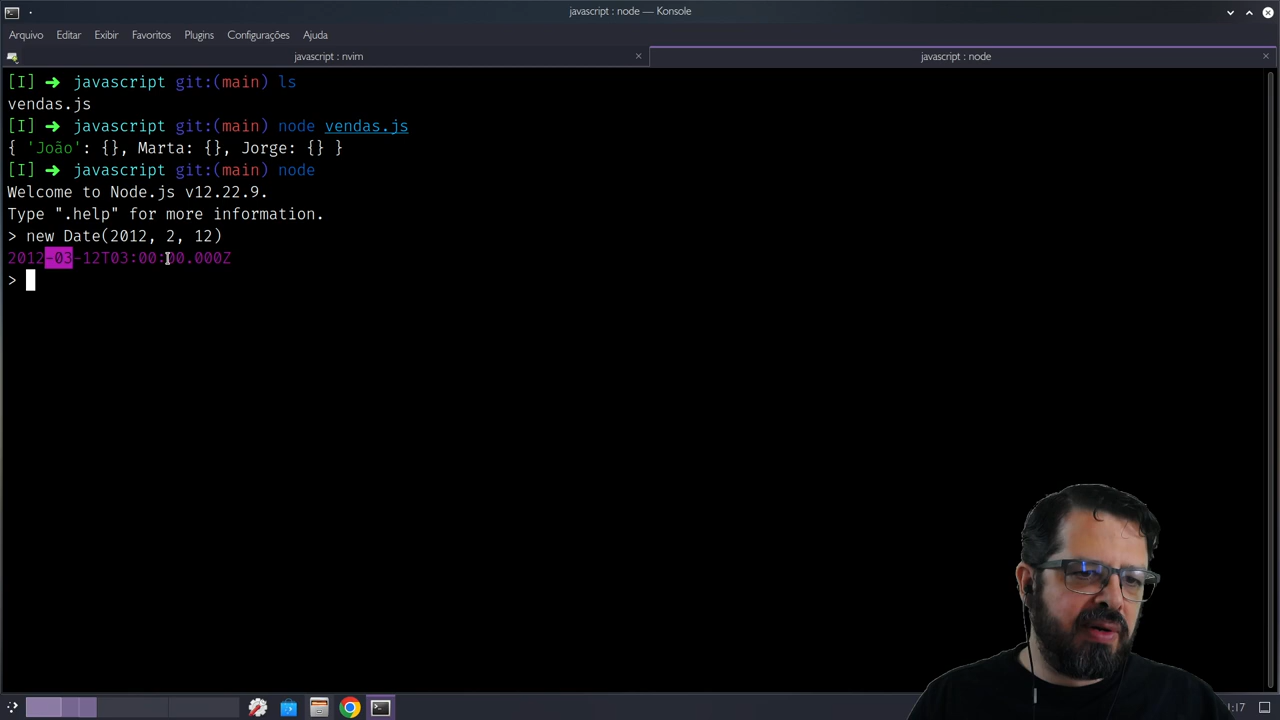 javascript : node — Konsole
Arquivo Editar Exibir Favoritos Plugins Configurações Ajuda
javascript : nvim
javascript : node
[I] ➜ javascript git:(main) ls
vendas.js
[I] ➜ javascript git:(main) node vendas.js
{ 'João': {}, Marta: {}, Jorge: {} }
[I] ➜ javascript git:(main) node
Welcome to Node.js v12.22.9.
Type ".help" for more information.
> new Date(2012, 2, 12)
2012-03-12T03:00:00.000Z
>
:17